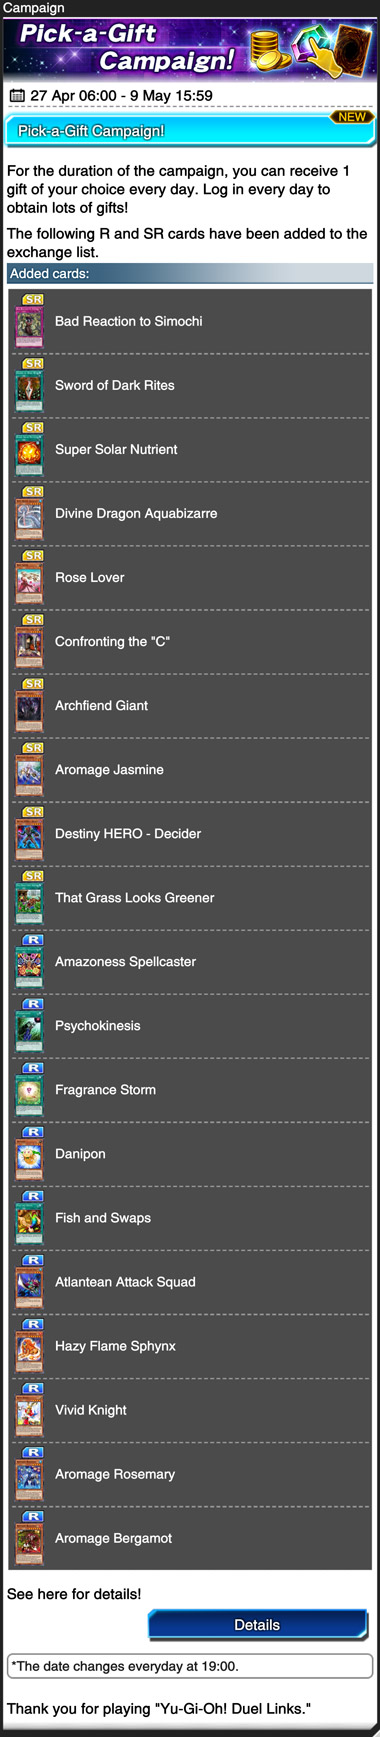 Campaign
Pick-a-Gift
Campaign!
27 Apr 06:00 - 9 May 15:59
NEW
Pick-a-Gift Campaign!
For the duration of the campaign, you can receive 1
gift of your choice every day. Log in every day to
obtain lots of gifts!
The following R and SR cards have been added to the
exchange list.
Added cards:
SR
Bad Reaction to Simochi
SR
Sword of Dark Rites
SR
Super Solar Nutrient
SR
Divine Dragon Aquabizarre
SR
Rose Lover
SR
Confronting the "C"
SR
Archfiend Giant
SR
Aromage Jasmine
SR
Destiny HERO - Decider
SR
That Grass Looks Greener
R
Amazoness Spellcaster
R
Psychokinesis
R
Fragrance Storm
R
Danipon
R
Fish and Swaps
R
Atlantean Attack Squad
R
Hazy Flame Sphynx
R
Vivid Knight
R
Aromage Rosemary
R
Aromage Bergamot
See here for details!
Details
*The date changes everyday at 19:00.
Thank you for playing "Yu-Gi-Oh! Duel Links."